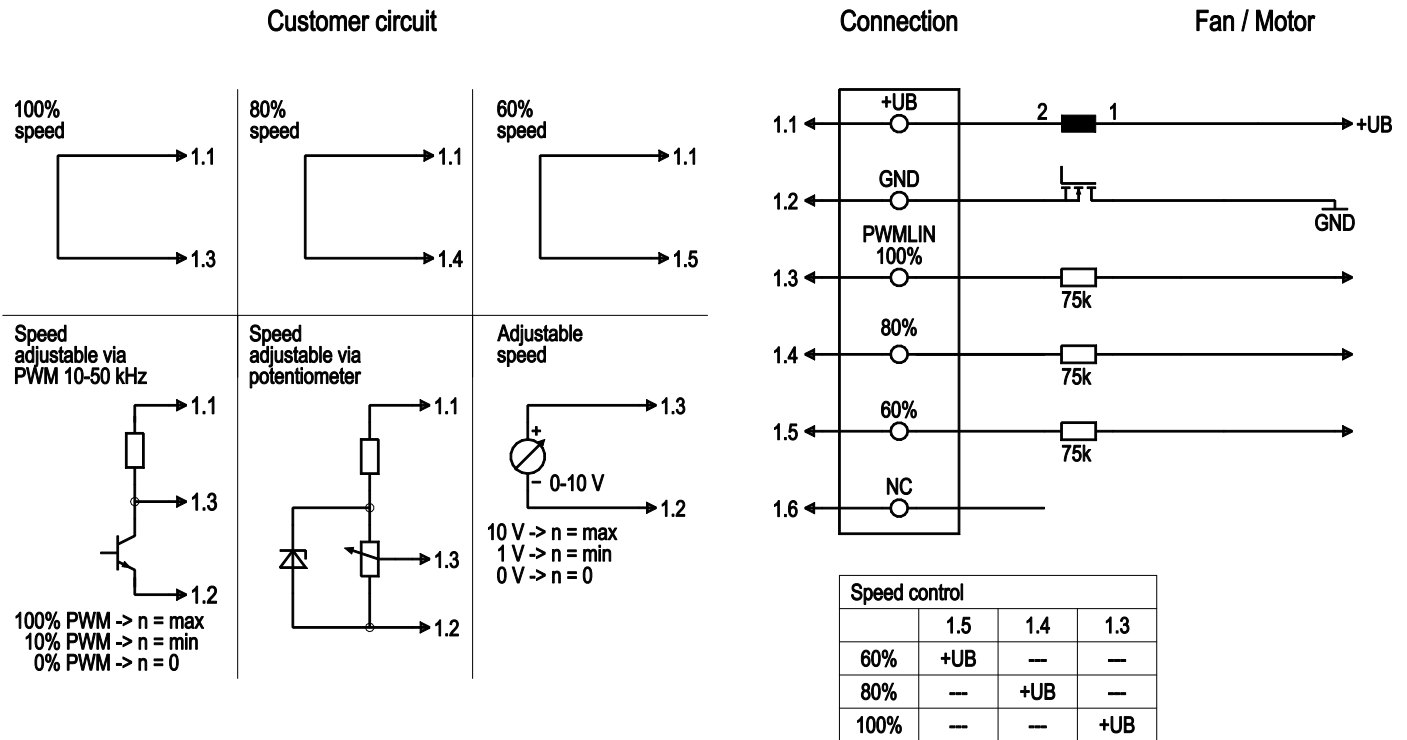 Customer circuit
Connection
Fan / Motor
100%
speed
1.1
1.3
80%
speed
1.1
1.4
60%
speed
1.1
1.5
Speed
adjustable via
PWM 10-50 kHz
1.1
1.3
1.2
100% PWM -> n = max
10% PWM -> n = min
0% PWM -> n = 0
Speed
adjustable via
potentiometer
1.1
1.3
1.2
Adjustable
speed
1.3
+
– 0-10 V
1.2
10 V -> n = max
1 V -> n = min
0 V -> n = 0
+UB
1.1
2
1
+UB
GND
1.2
GND
PWMLIN
100%
1.3
75k
80%
1.4
75k
60%
1.5
75k
NC
1.6
Speed control
1.5 1.4 1.3
60% +UB --- ---
80% --- +UB ---
100% --- --- +UB